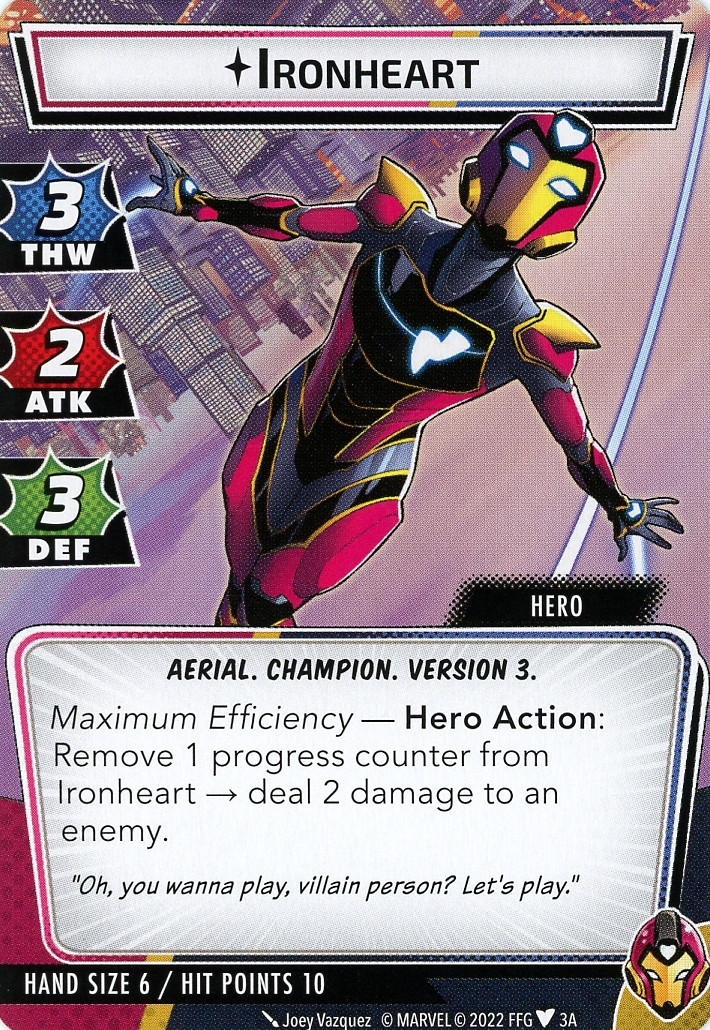 IRONHEART
3
THW
2
ATK
3
DEF
HERO
AERIAL. CHAMPION. VERSION 3.
Maximum Efficiency — Hero Action:
Remove 1 progress counter from
Ironheart → deal 2 damage to an
enemy.
"Oh, you wanna play, villain person? Let's play."
HAND SIZE 6 / HIT POINTS 10
Joey Vazquez © MARVEL © 2022 FFG 3A